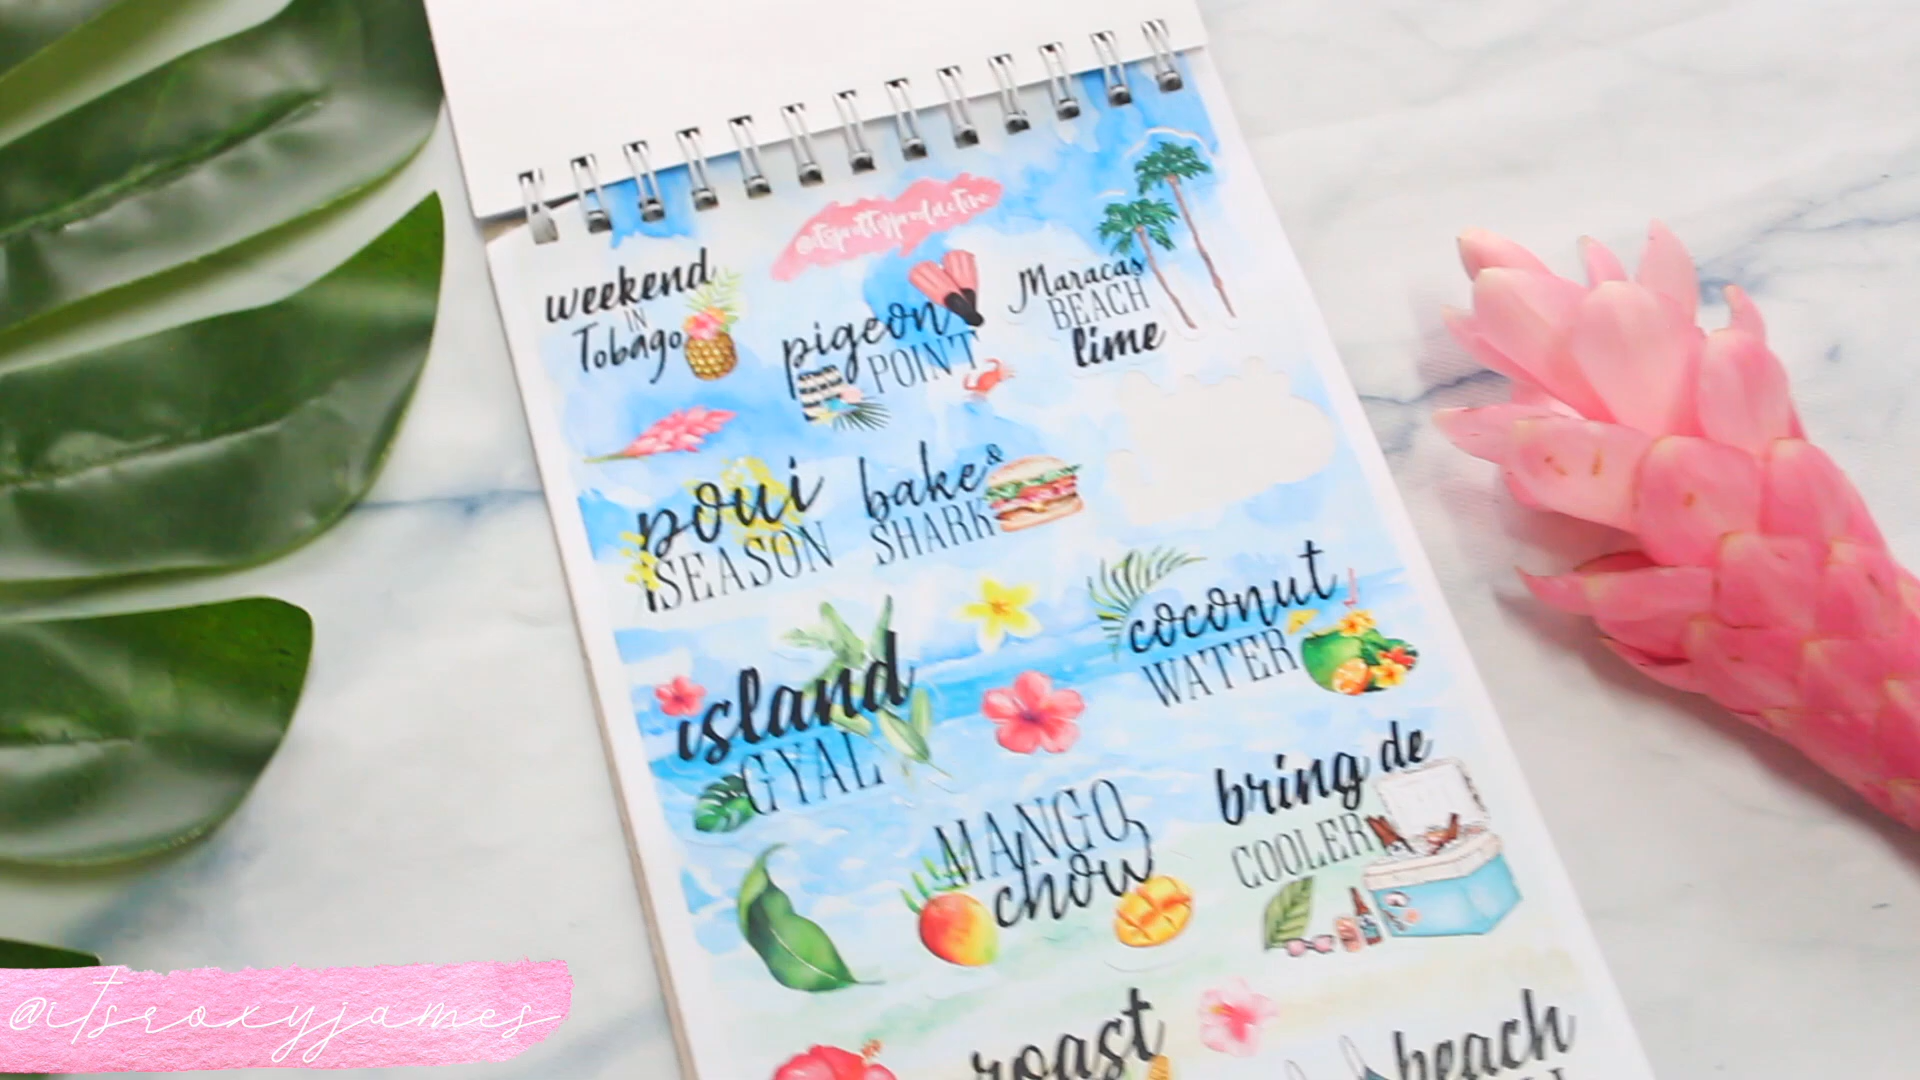 @itsprettyproductive
weekend
IN
Tobago
pigeon
POINT
Maracas
BEACH
lime
poui
SEASON
bake &
SHARK
island
GYAL
coconut
WATER
MANGO
chow
bring de
COOLER
roast
beach
@itsroxyjames